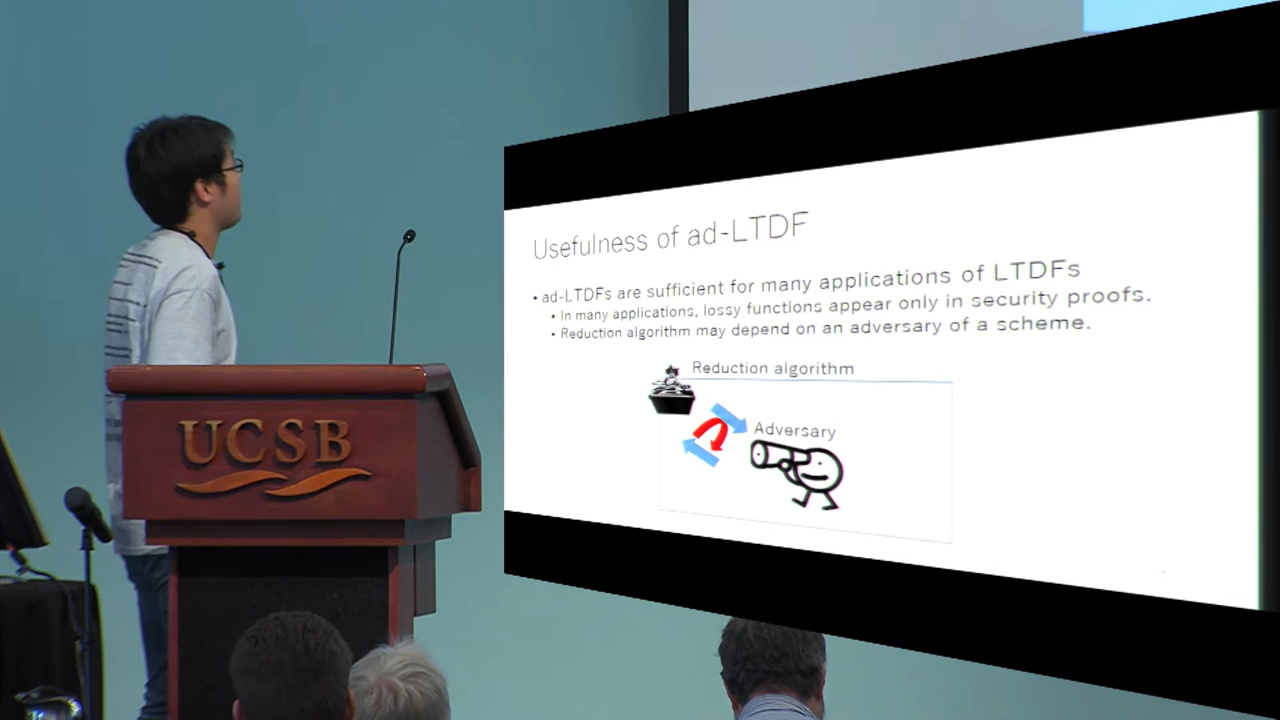 Usefulness of ad-LTDF
• ad-LTDFs are sufficient for many applications of LTDFs
• In many applications, lossy functions appear only in security proofs.
• Reduction algorithm may depend on an adversary of a scheme.
Reduction algorithm
Adversary
UCSB